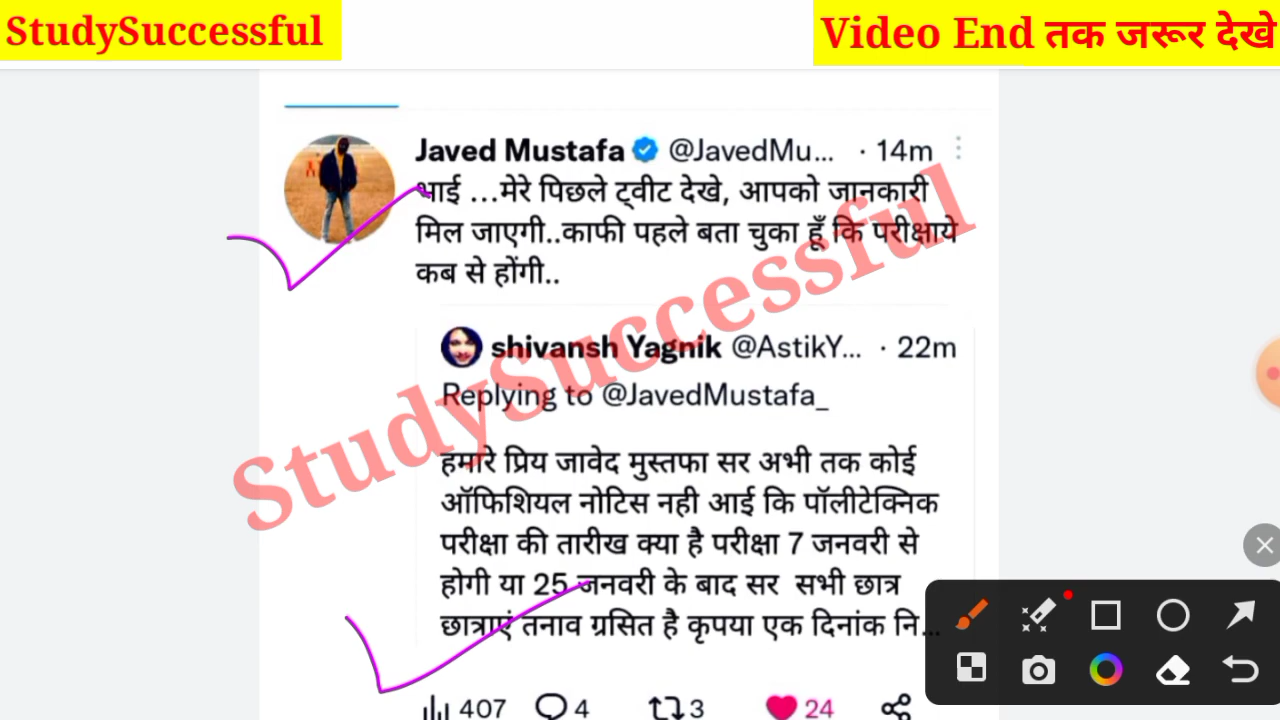 StudySuccessful
Video End तक जरूर देखे
Javed Mustafa @JavedMu... · 14m
भाई ...मेरे पिछले ट्वीट देखे, आपको जानकारी
मिल जाएगी..काफी पहले बता चुका हूँ कि परीक्षाये
कब से होंगी..
shivansh Yagnik @AstikY... · 22m
Replying to @JavedMustafa_
हमारे प्रिय जावेद मुस्तफा सर अभी तक कोई
ऑफिशियल नोटिस नही आई कि पॉलीटेक्निक
परीक्षा की तारीख क्या है परीक्षा 7 जनवरी से
होगी या 25 जनवरी के बाद सर सभी छात्र
छात्राएं तनाव ग्रसित है कृपया एक दिनांक नि...
407 4 3 24
StudySuccessful